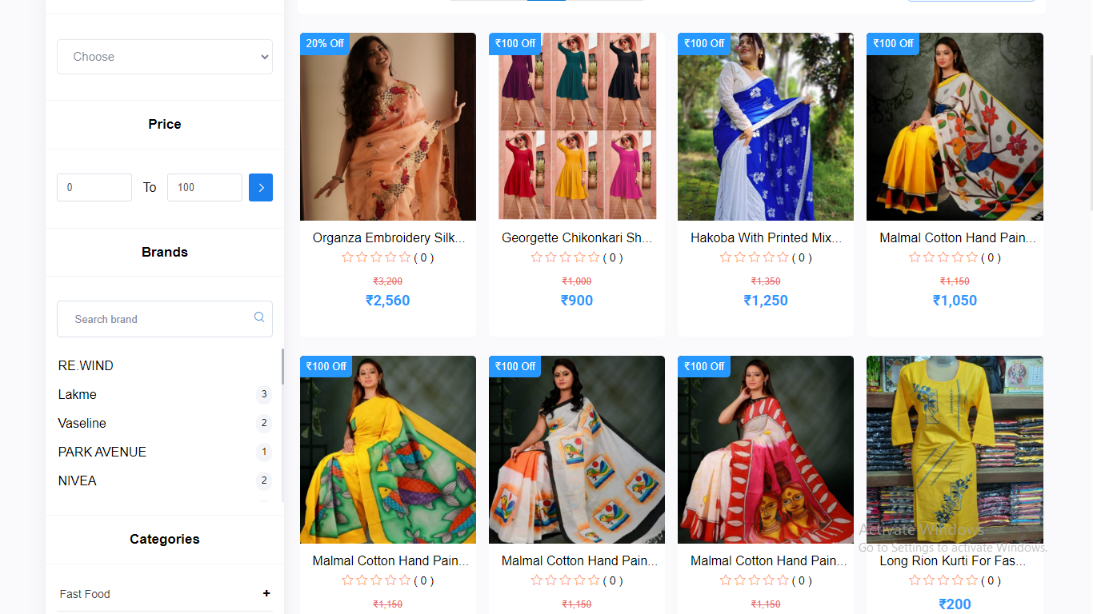 Choose
Price
0
To
100
Brands
Search brand
RE.WIND
Lakme
3
Vaseline
2
PARK AVENUE
1
NIVEA
2
Categories
Fast Food
+
20% Off
₹100 Off
₹100 Off
₹100 Off
Organza Embroidery Silk...
Georgette Chikonkari Sh...
Hakoba With Printed Mix...
Malmal Cotton Hand Pain...
( 0 )
( 0 )
( 0 )
( 0 )
₹3,200
₹1,000
₹1,350
₹1,150
₹2,560
₹900
₹1,250
₹1,050
₹100 Off
₹100 Off
₹100 Off
Activate Windows
Go to Settings to activate Windows.
Malmal Cotton Hand Pain...
Malmal Cotton Hand Pain...
Malmal Cotton Hand Pain...
Long Rion Kurti For Fas...
( 0 )
( 0 )
( 0 )
( 0 )
₹1,150
₹1,150
₹1,150
₹200